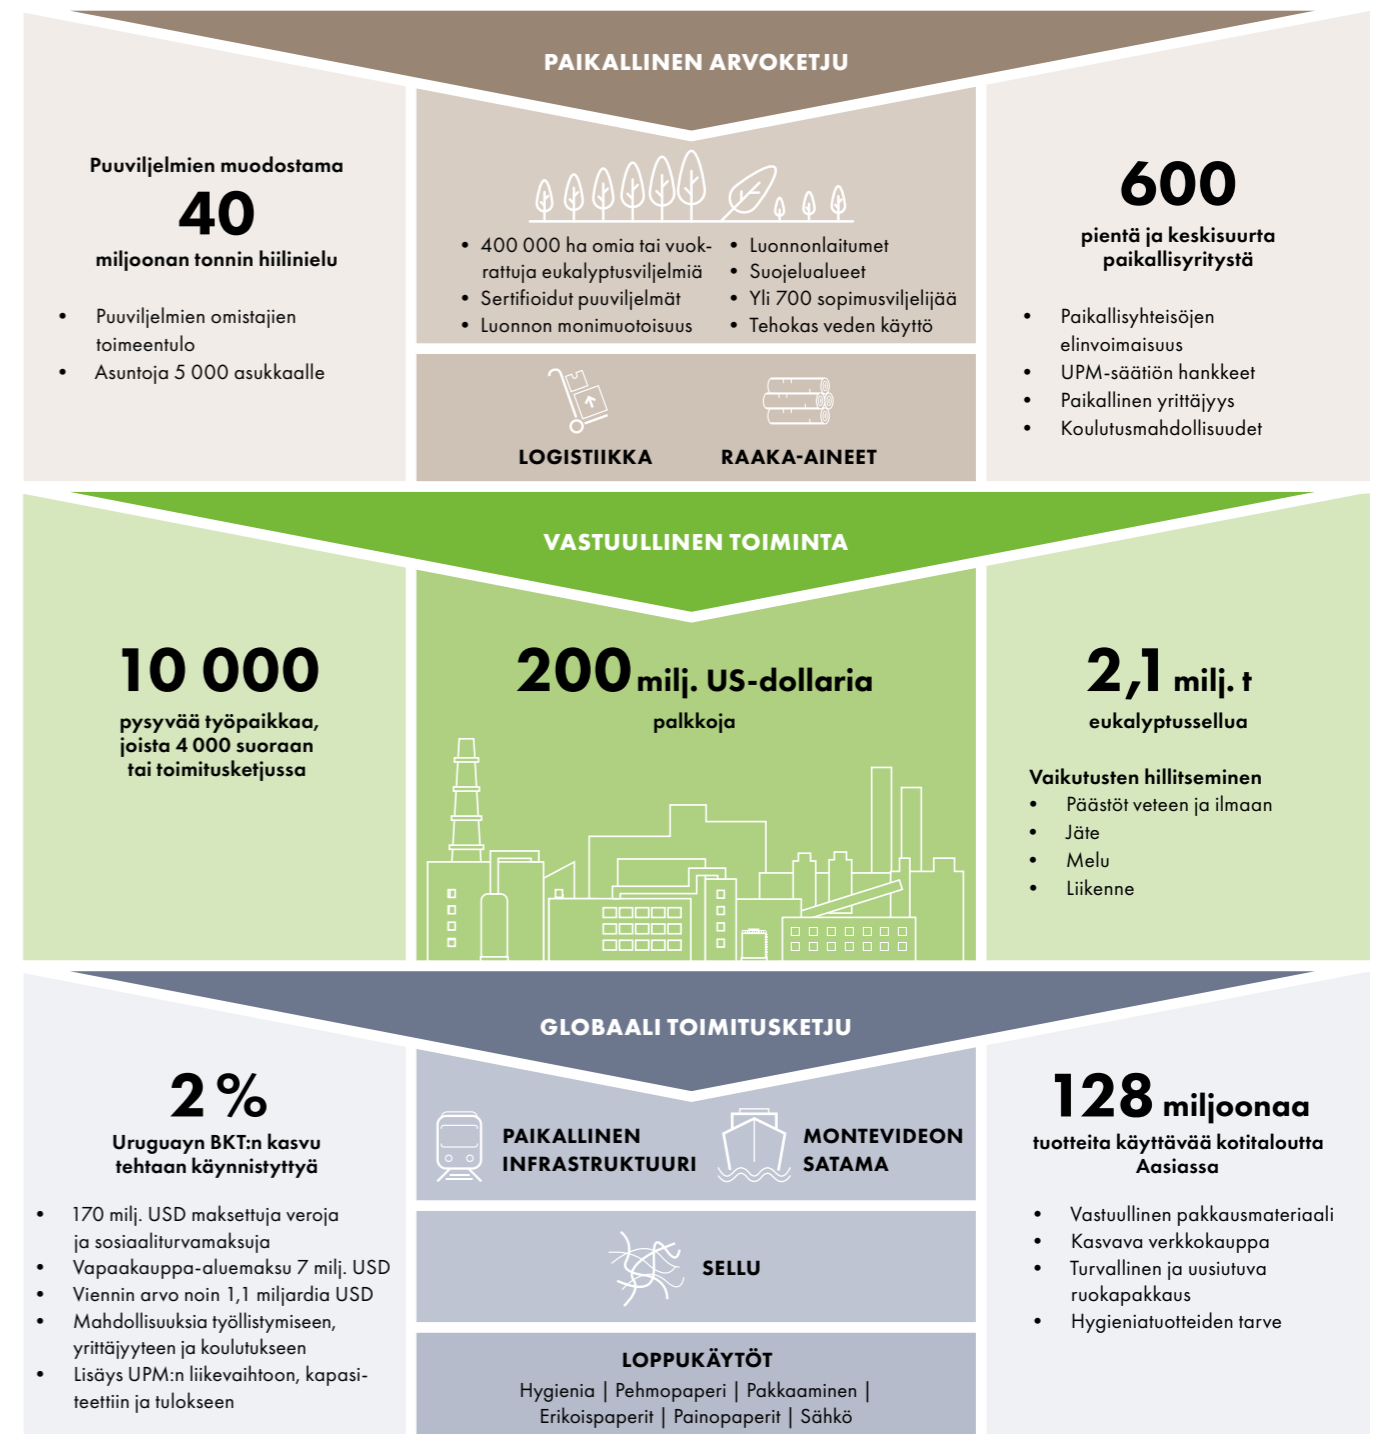 PAIKALLINEN ARVOKETJU
Puuviljelmien muodostama
40
miljoonan tonnin hiilinielu
• Puuviljelmien omistajien
toimeentulo
• Asuntoja 5 000 asukkaalle
• 400 000 ha omia tai vuok-
rattuja eukalyptusviljelmiä
• Sertifioidut puuviljelmät
• Luonnon monimuotoisuus
• Luonnonlaitumet
• Suojelualueet
• Yli 700 sopimusviljelijää
• Tehokas veden käyttö
LOGISTIIKKA
RAAKA-AINEET
600
pientä ja keskisuurta
paikallisyritystä
• Paikallisyhteisöjen
elinvoimaisuus
• UPM-säätiön hankkeet
• Paikallinen yrittäjyys
• Koulutusmahdollisuudet
VASTUULLINEN TOIMINTA
10 000
pysyvää työpaikkaa,
joista 4 000 suoraan
tai toimitusketjussa
200 milj. US-dollaria
palkkoja
2,1 milj. t
eukalyptussellua
Vaikutusten hillitseminen
• Päästöt veteen ja ilmaan
• Jäte
• Melu
• Liikenne
GLOBAALI TOIMITUSKETJU
2 %
Uruguayn BKT:n kasvu
tehtaan käynnistyttyä
• 170 milj. USD maksettuja veroja
ja sosiaaliturvamaksuja
• Vapaakauppa-aluemaksu 7 milj. USD
• Viennin arvo noin 1,1 miljardia USD
• Mahdollisuuksia työllistymiseen,
yrittäjyyteen ja koulutukseen
• Lisäys UPM:n liikevaihtoon, kapasi-
teettiin ja tulokseen
PAIKALLINEN
INFRASTRUKTUURI
MONTEVIDEON
SATAMA
SELLU
LOPPUKÄYTÖT
Hygienia | Pehmopaperi | Pakkaaminen |
Erikoispaperit | Painopaperit | Sähkö
128 miljoonaa
tuotteita käyttävää kotitaloutta
Aasiassa
• Vastuullinen pakkausmateriaali
• Kasvava verkkokauppa
• Turvallinen ja uusiutuva
ruokapakkaus
• Hygieniatuotteiden tarve